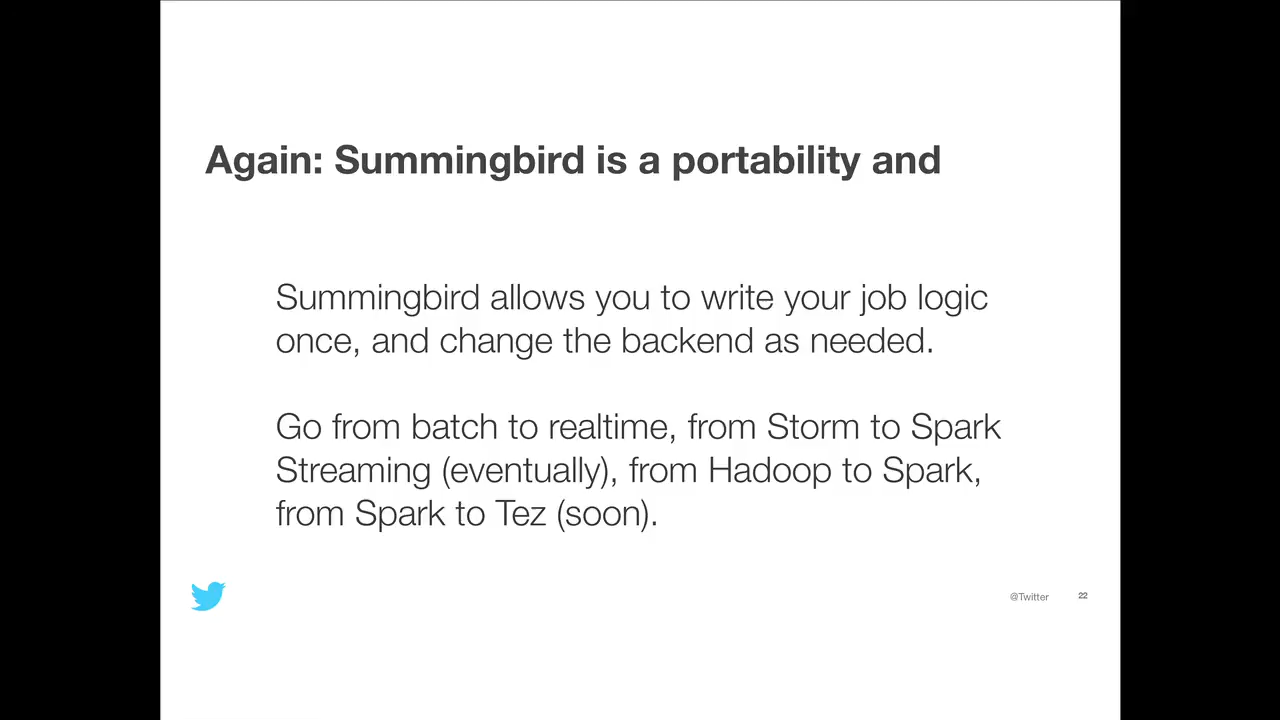 Again: Summingbird is a portability and
Summingbird allows you to write your job logic
once, and change the backend as needed.
Go from batch to realtime, from Storm to Spark
Streaming (eventually), from Hadoop to Spark,
from Spark to Tez (soon).
@Twitter 22